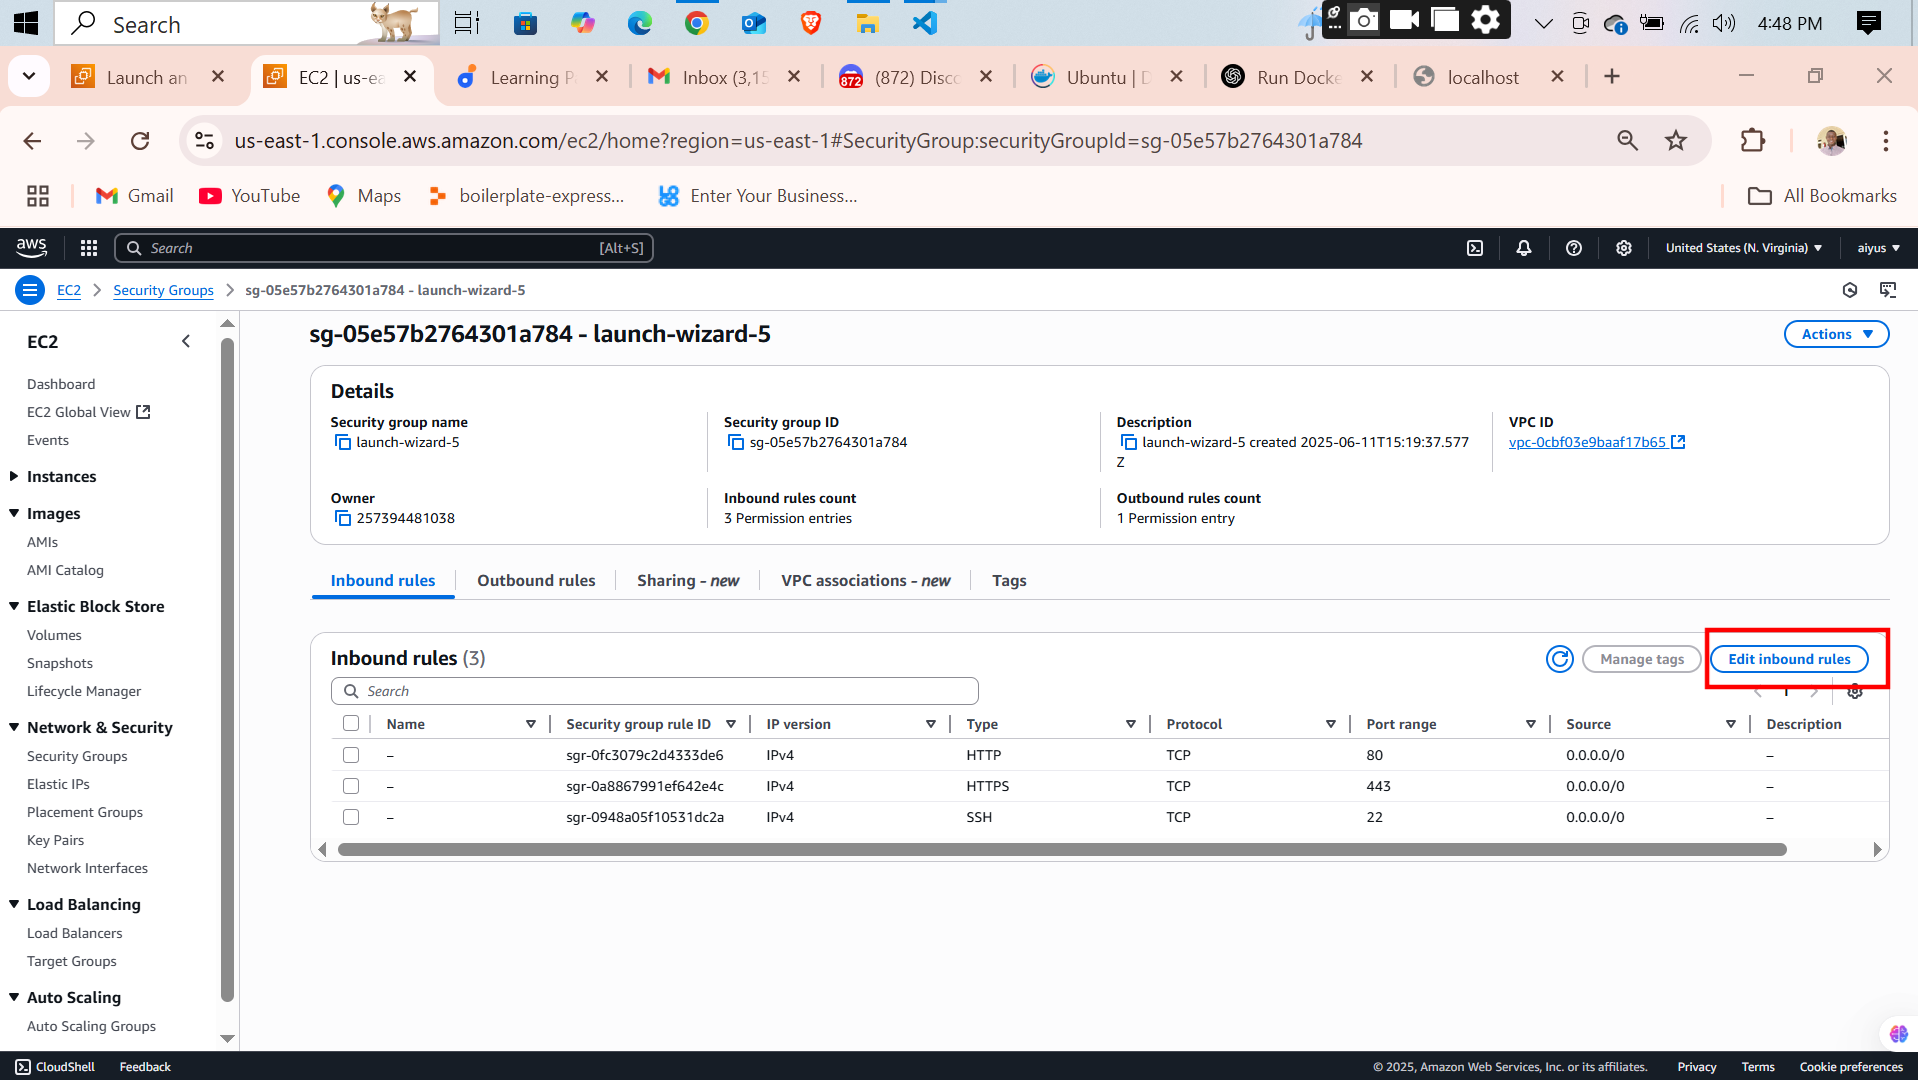 Search
4:48 PM
Launch an
EC2 | us-ea
Learning P
Inbox (3,15
(872) Disco
Ubuntu | D
Run Docke
localhost
us-east-1.console.aws.amazon.com/ec2/home?region=us-east-1#SecurityGroup:securityGroupId=sg-05e57b2764301a784
Gmail
YouTube
Maps
boilerplate-express...
Enter Your Business...
All Bookmarks
aws
Search
[Alt+S]
United States (N. Virginia)
aiyus
EC2
Security Groups
sg-05e57b2764301a784 - launch-wizard-5
EC2
Dashboard
EC2 Global View
Events
Instances
Images
AMIs
AMI Catalog
Elastic Block Store
Volumes
Snapshots
Lifecycle Manager
Network & Security
Security Groups
Elastic IPs
Placement Groups
Key Pairs
Network Interfaces
Load Balancing
Load Balancers
Target Groups
Auto Scaling
Auto Scaling Groups
sg-05e57b2764301a784 - launch-wizard-5
Actions
Details
Security group name
launch-wizard-5
Security group ID
sg-05e57b2764301a784
Description
launch-wizard-5 created 2025-06-11T15:19:37.577
Z
VPC ID
vpc-0cbf03e9baaf17b65
Owner
257394481038
Inbound rules count
3 Permission entries
Outbound rules count
1 Permission entry
Inbound rules
Outbound rules
Sharing - new
VPC associations - new
Tags
Inbound rules (3)
Manage tags
Edit inbound rules
Search
1
Name Security group rule ID IP version Type Protocol Port range Source Description
– sgr-0fc3079c2d4333de6 IPv4 HTTP TCP 80 0.0.0.0/0 –
– sgr-0a8867991ef642e4c IPv4 HTTPS TCP 443 0.0.0.0/0 –
– sgr-0948a05f10531dc2a IPv4 SSH TCP 22 0.0.0.0/0 –
CloudShell
Feedback
© 2025, Amazon Web Services, Inc. or its affiliates.
Privacy
Terms
Cookie preferences